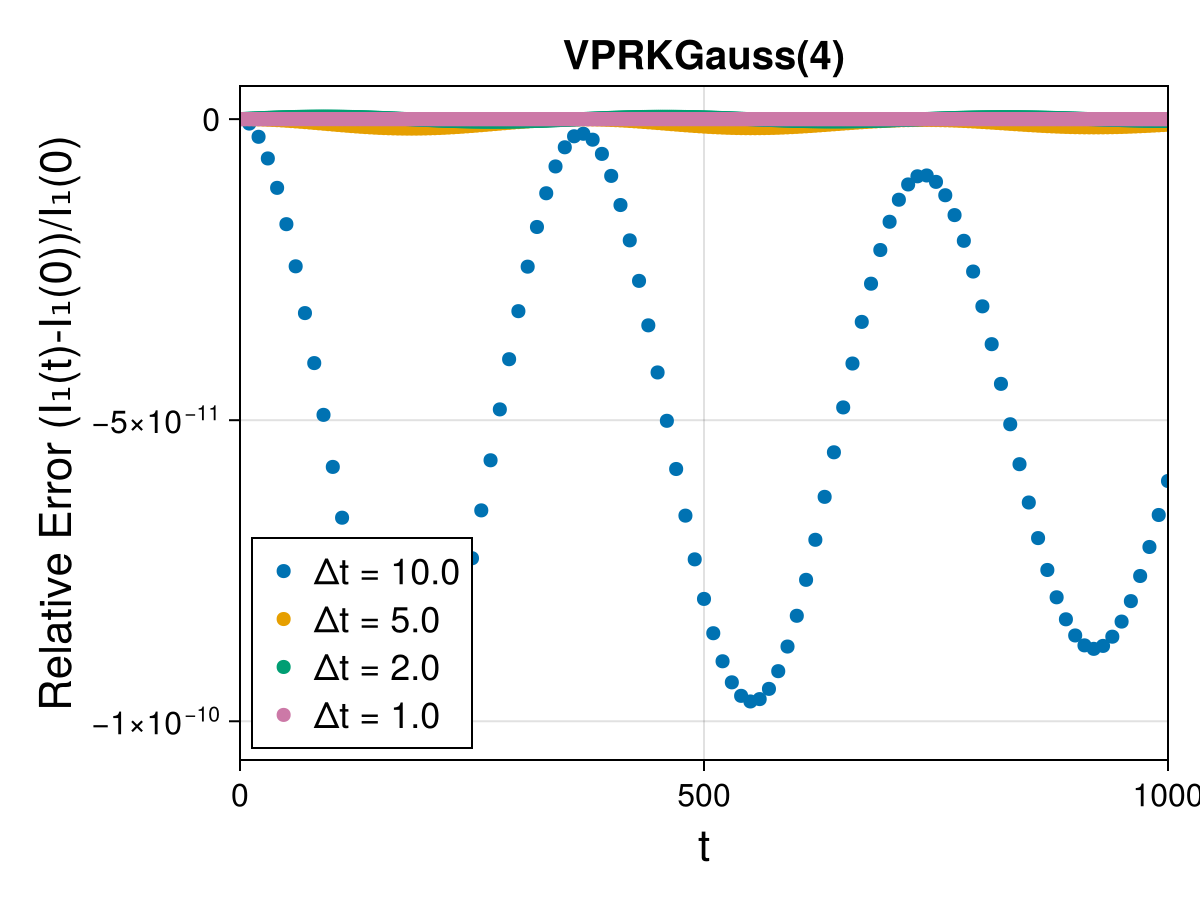 VPRKGauss(4)
Relative Error (I₁(t)-I₁(0))/I₁(0)
0
−5×10⁻¹¹
−1×10⁻¹⁰
Δt = 10.0
Δt = 5.0
Δt = 2.0
Δt = 1.0
0 500 1000
t